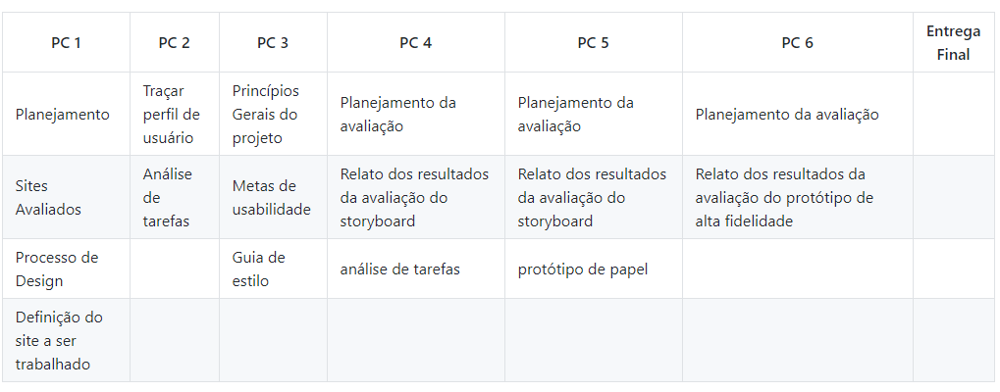 PC 1 PC 2 PC 3 PC 4 PC 5 PC 6 Entrega
Final
Planejamento
Traçar
perfil de
usuário
Princípios
Gerais do
projeto
Planejamento da
avaliação
Planejamento da
avaliação
Planejamento da avaliação
Sites
Avaliados
Análise
de
tarefas
Metas de
usabilidade
Relato dos resultados
da avaliação do
storyboard
Relato dos resultados
da avaliação do
storyboard
Relato dos resultados da
avaliação do protótipo de
alta fidelidade
Processo de
Design
Guia de
estilo
análise de tarefas
protótipo de papel
Definição do
site a ser
trabalhado